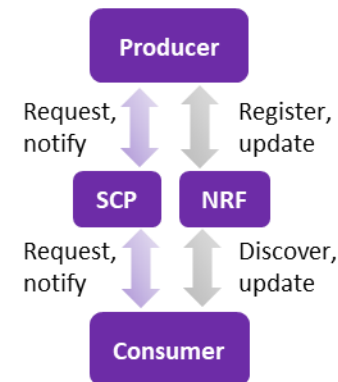 Producer
Request,
notify
Register,
update
SCP
NRF
Request,
notify
Discover,
update
Consumer